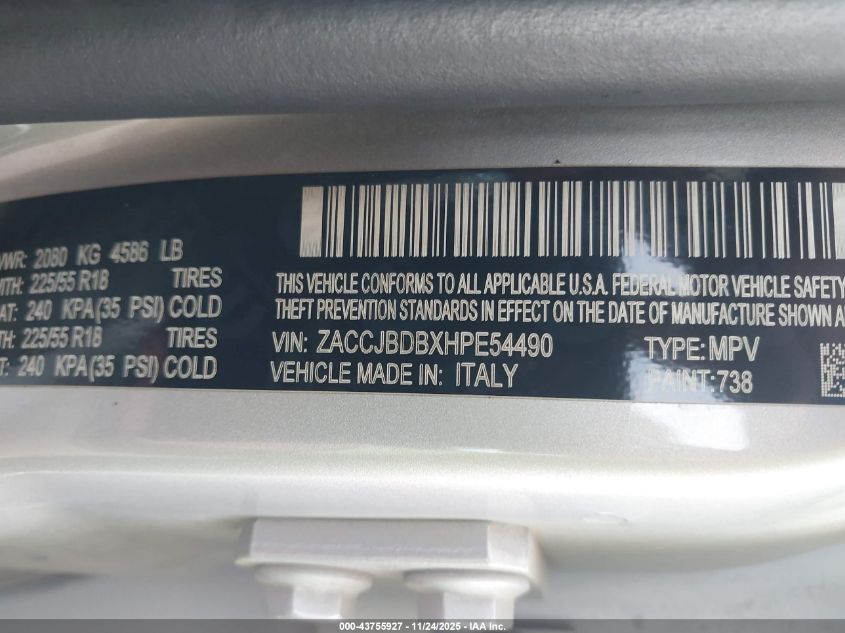 VWR: 2080 KG 4586 LB
ITH: 225/55 R18 TIRES
AT: 240 KPA(35 PSI) COLD
TH: 225/55 R18 TIRES
T: 240 KPA(35 PSI) COLD
THIS VEHICLE CONFORMS TO ALL APPLICABLE U.S.A. FEDERAL MOTOR VEHICLE SAFETY
THEFT PREVENTION STANDARDS IN EFFECT ON THE DATE OF MANUFACTURE SHOWN A
VIN: ZACCJBDBXHPE54490 TYPE: MPV
VEHICLE MADE IN: ITALY PAINT: 738
000-43755927 - 11/24/2025 - © IAA, Inc.